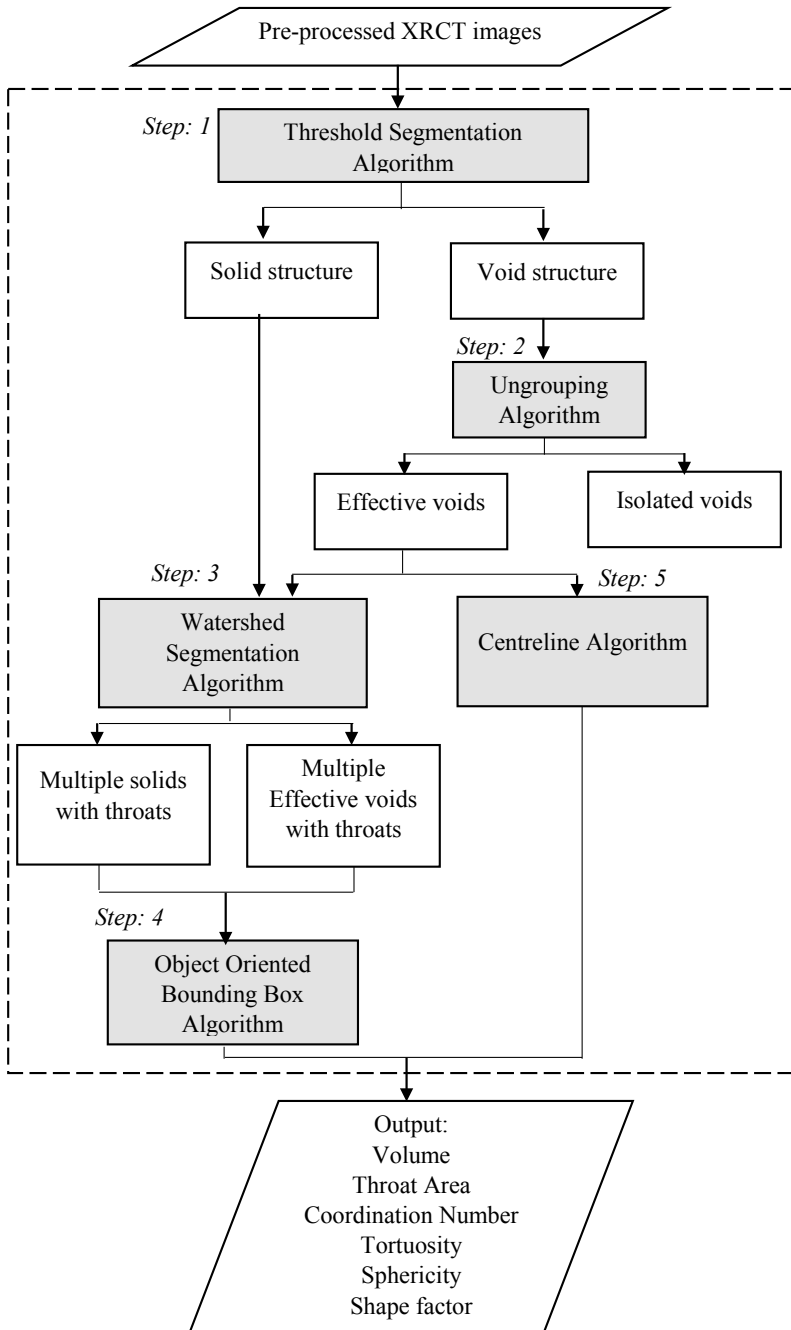 Pre-processed XRCT images
Step: 1
Threshold Segmentation
Algorithm
Solid structure
Void structure
Step: 2
Ungrouping
Algorithm
Effective voids
Isolated voids
Step: 3
Step: 5
Watershed
Segmentation
Algorithm
Centreline Algorithm
Multiple solids
with throats
Multiple
Effective voids
with throats
Step: 4
Object Oriented
Bounding Box
Algorithm
Output:
Volume
Throat Area
Coordination Number
Tortuosity
Sphericity
Shape factor